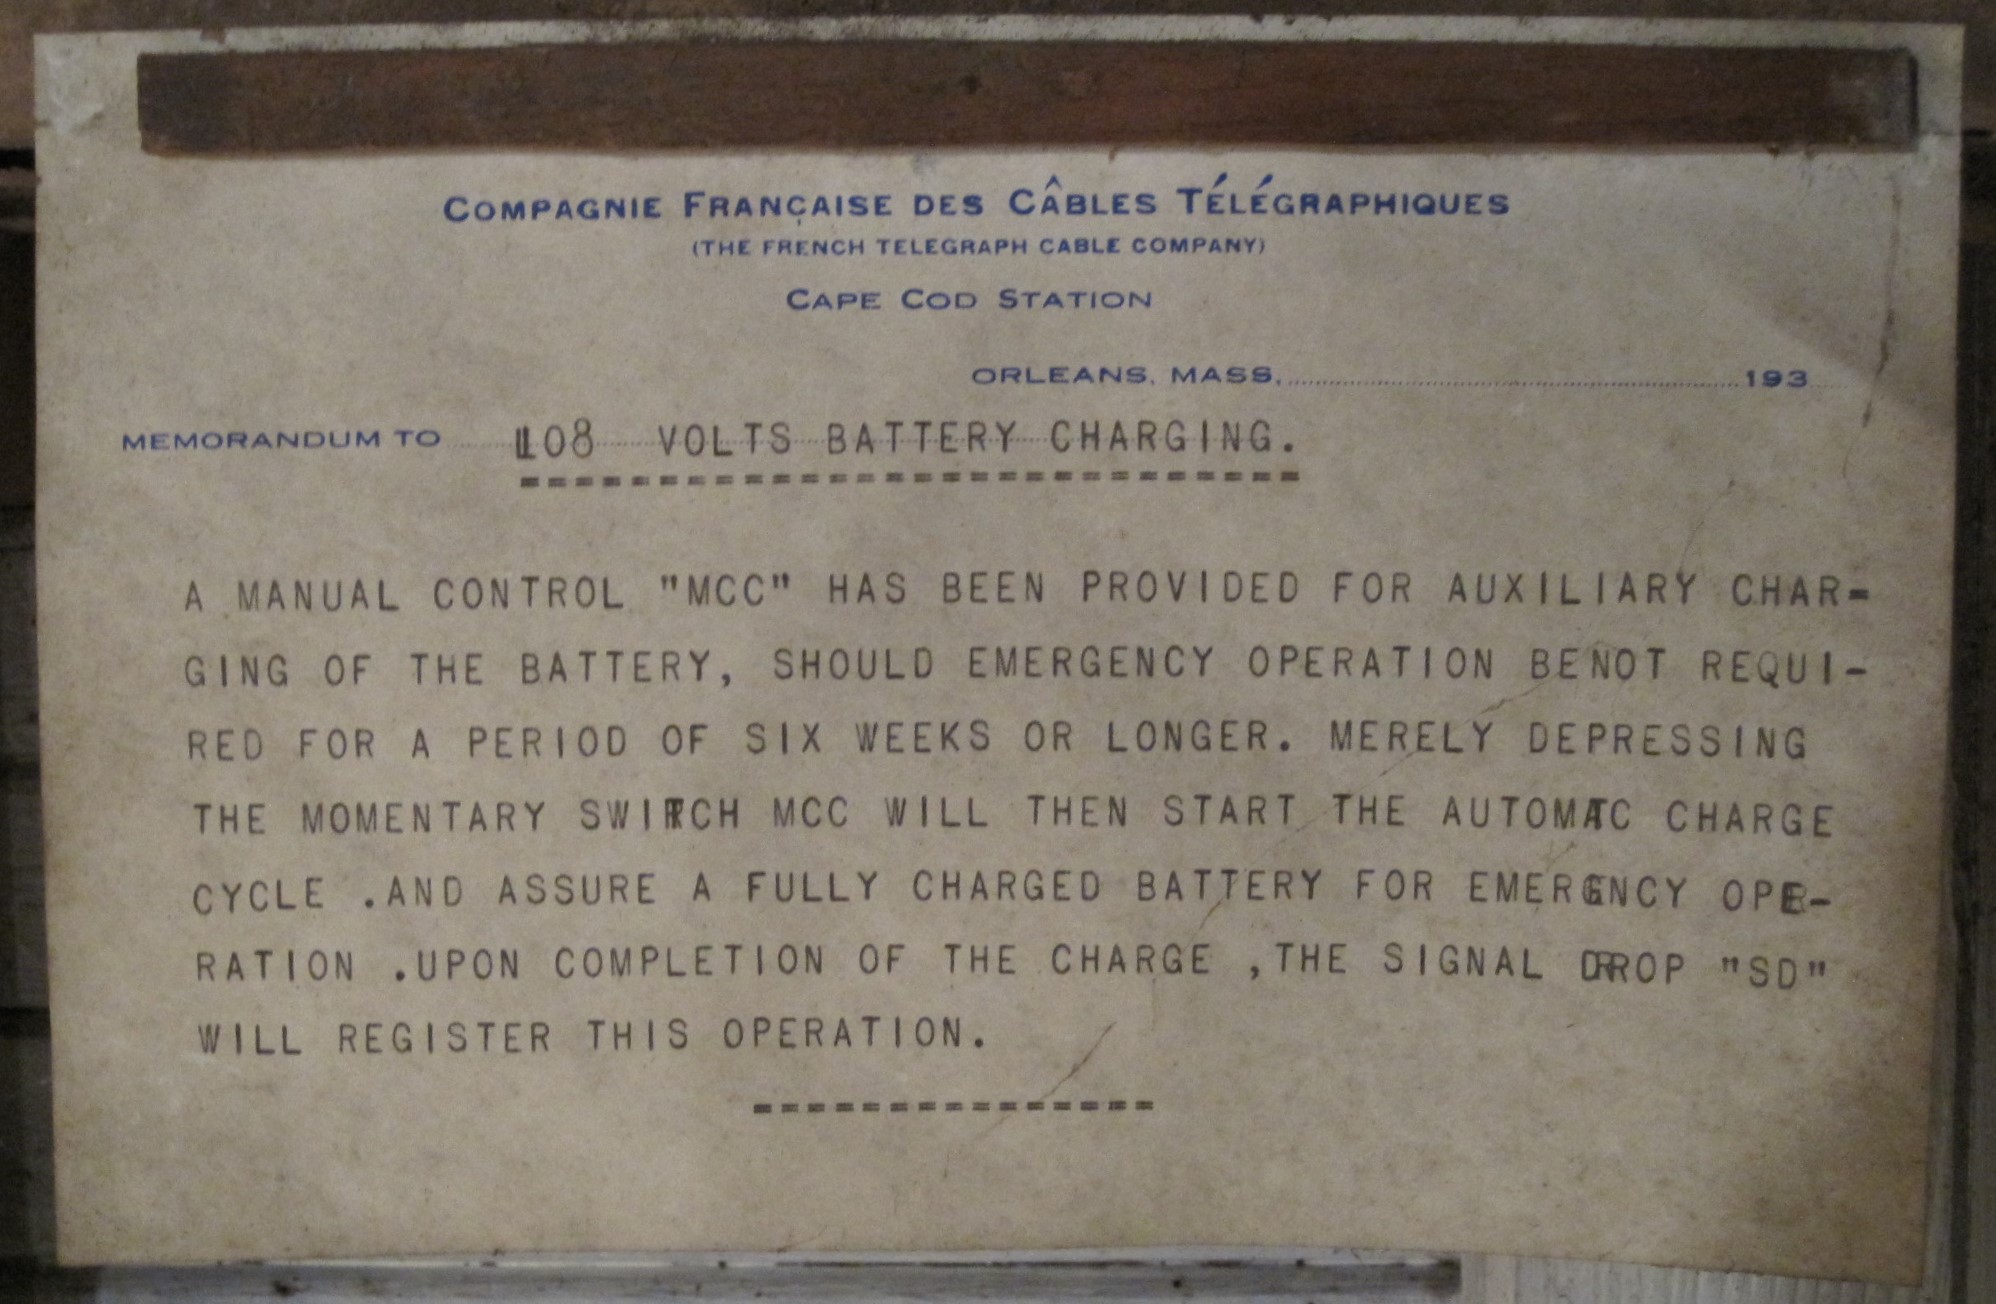 COMPAGNIE FRANÇAISE DES CÂBLES TÉLÉGRAPHIQUES
(THE FRENCH TELEGRAPH CABLE COMPANY)
CAPE COD STATION
ORLEANS, MASS. 193
MEMORANDUM TO 108 VOLTS BATTERY CHARGING.
A MANUAL CONTROL "MCC" HAS BEEN PROVIDED FOR AUXILIARY CHAR-
GING OF THE BATTERY, SHOULD EMERGENCY OPERATION BENOT REQUI-
RED FOR A PERIOD OF SIX WEEKS OR LONGER. MERELY DEPRESSING
THE MOMENTARY SWITCH MCC WILL THEN START THE AUTOMATC CHARGE
CYCLE .AND ASSURE A FULLY CHARGED BATTERY FOR EMERGNCY OPE-
RATION .UPON COMPLETION OF THE CHARGE ,THE SIGNAL DROP "SD"
WILL REGISTER THIS OPERATION.